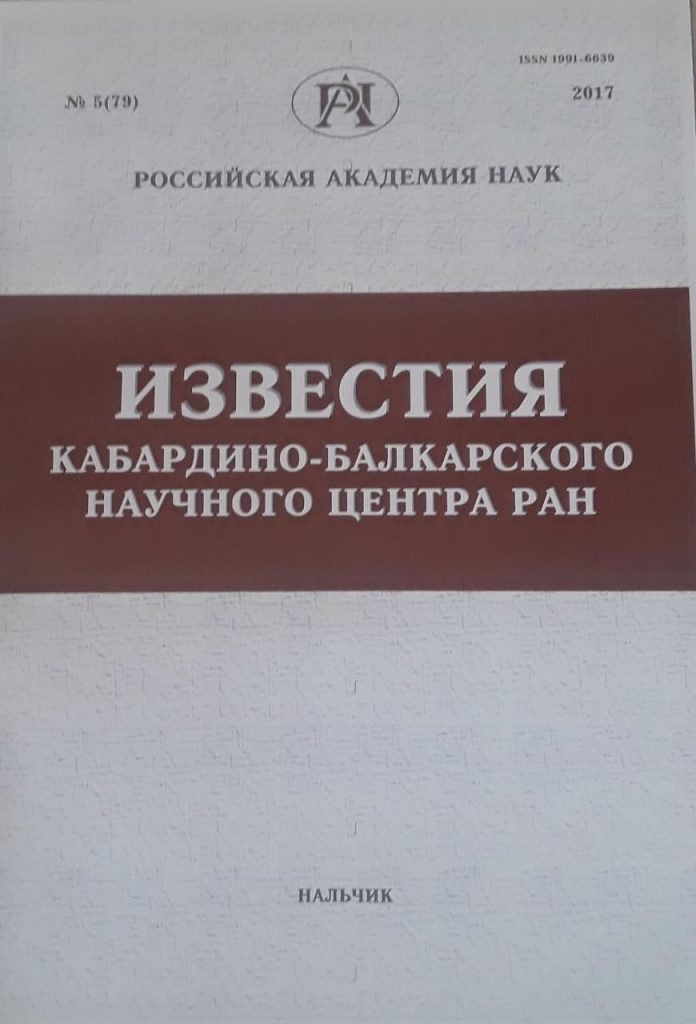 ISSN 1991-6639
№ 5(79)
2017
РОССИЙСКАЯ АКАДЕМИЯ НАУК
ИЗВЕСТИЯ
КАБАРДИНО-БАЛКАРСКОГО
НАУЧНОГО ЦЕНТРА РАН
НАЛЬЧИК